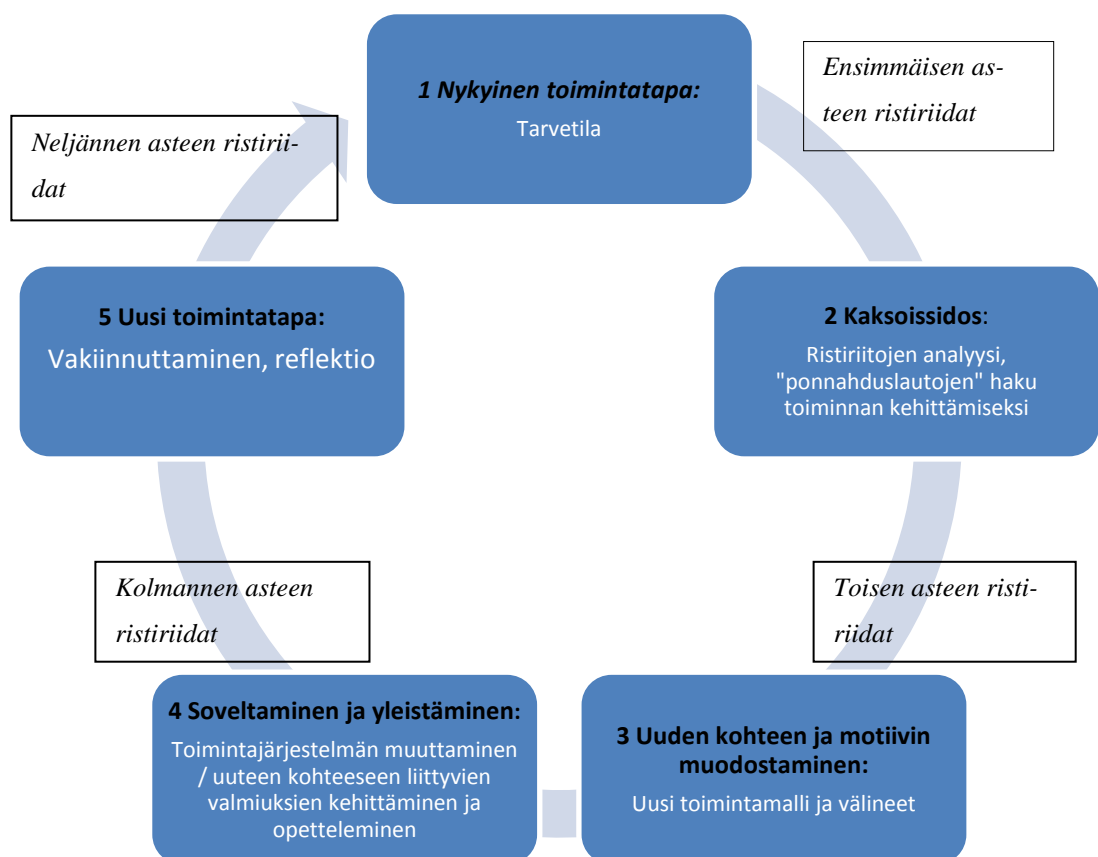 1 Nykyinen toimintatapa:
Tarvetila
Ensimmäisen as-
teen ristiriidat
2 Kaksoissidos:
Ristiriitojen analyysi,
"ponnahduslautojen" haku
toiminnan kehittämiseksi
Toisen asteen risti-
riidat
3 Uuden kohteen ja motiivin
muodostaminen:
Uusi toimintamalli ja välineet
4 Soveltaminen ja yleistäminen:
Toimintajärjestelmän muuttaminen
/ uuteen kohteeseen liittyvien
valmiuksien kehittäminen ja
opetteleminen
Kolmannen asteen
ristiriidat
5 Uusi toimintatapa:
Vakiinnuttaminen, reflektio
Neljännen asteen ristirii-
dat